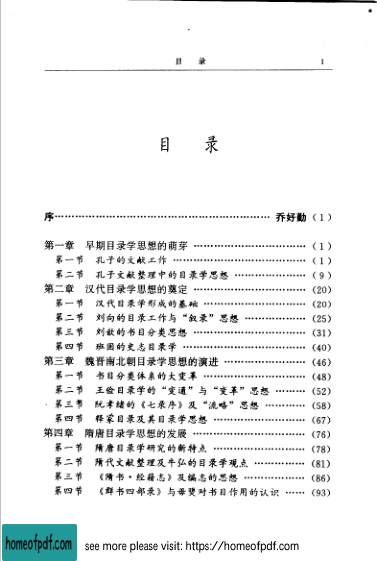 目 录 1
目 录
序………………………………………………… 乔好勤（1）
第一章 早期目录学思想的萌芽 ……………………………（1）
第一节 孔子的文献工作 ……………………………（1）
第二节 孔子文献整理中的目录学思想 ………………（9）
第二章 汉代目录学思想的奠定 …………………………（20）
第一节 汉代目录学形成的基础 ………………………（20）
第二节 刘向的目录工作与“叙录”思想 ………………（25）
第三节 刘歆的书目分类思想 …………………………（31）
第四节 班固的史志目录学 ……………………………（40）
第三章 魏晋南北朝目录学思想的演进 …………………（46）
第一节 书目分类体系的大变革 ………………………（48）
第二节 王俭目录学的“变通”与“变革”思想 …………（52）
第三节 阮孝绪的《七录序》及“流略”思想 ……………（58）
第四节 释家目录及其目录学思想 ……………………（67）
第四章 隋唐目录学思想的发展 …………………………（76）
第一节 隋唐目录学研究的新特点 ……………………（78）
第二节 隋代文献整理及牛弘的目录学观点 …………（81）
第三节 《隋书·经籍志》及编志的思想 ………………（86）
第四节 《群书四部录》与毋煚对书目作用的认识 ……（93）
homeofpdf.com see more please visit: https://homeofpdf.com